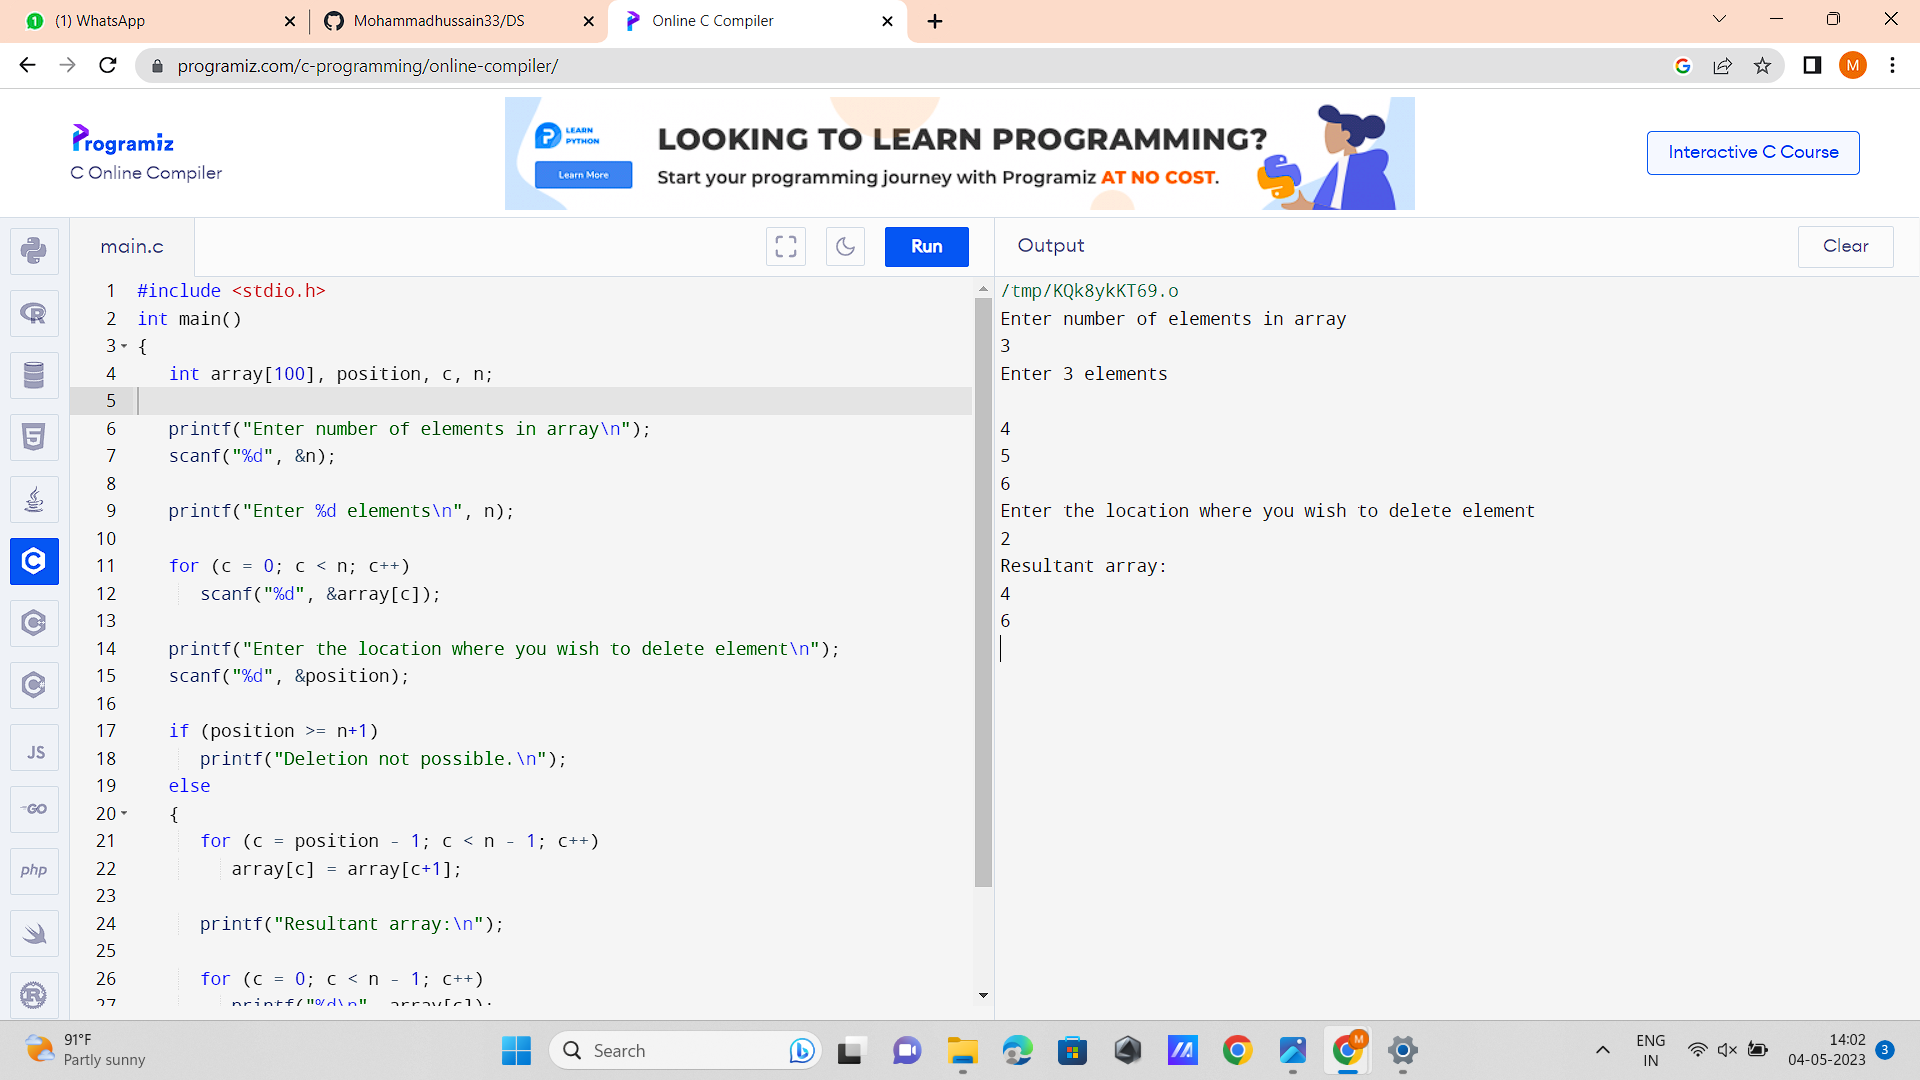 (1) WhatsApp
Mohammadhussain33/DS
Online C Compiler
programiz.com/c-programming/online-compiler/
M
Programiz
C Online Compiler
LEARN
PYTHON
Learn More
LOOKING TO LEARN PROGRAMMING?
Start your programming journey with Programiz AT NO COST.
Interactive C Course
main.c
Run
Output
Clear
1 #include <stdio.h>
2 int main()
3 {
4 int array[100], position, c, n;
5
6 printf("Enter number of elements in array\n");
7 scanf("%d", &n);
8
9 printf("Enter %d elements\n", n);
10
11 for (c = 0; c < n; c++)
12 scanf("%d", &array[c]);
13
14 printf("Enter the location where you wish to delete element\n");
15 scanf("%d", &position);
16
17 if (position >= n+1)
18 printf("Deletion not possible.\n");
19 else
20 {
21 for (c = position - 1; c < n - 1; c++)
22 array[c] = array[c+1];
23
24 printf("Resultant array:\n");
25
26 for (c = 0; c < n - 1; c++)
27 printf("%d\n", array[c]);
/tmp/KQk8ykKT69.o
Enter number of elements in array
3
Enter 3 elements
4
5
6
Enter the location where you wish to delete element
2
Resultant array:
4
6
JS
GO
php
91°F
Partly sunny
Search
M
ENG
IN
14:02
04-05-2023
3